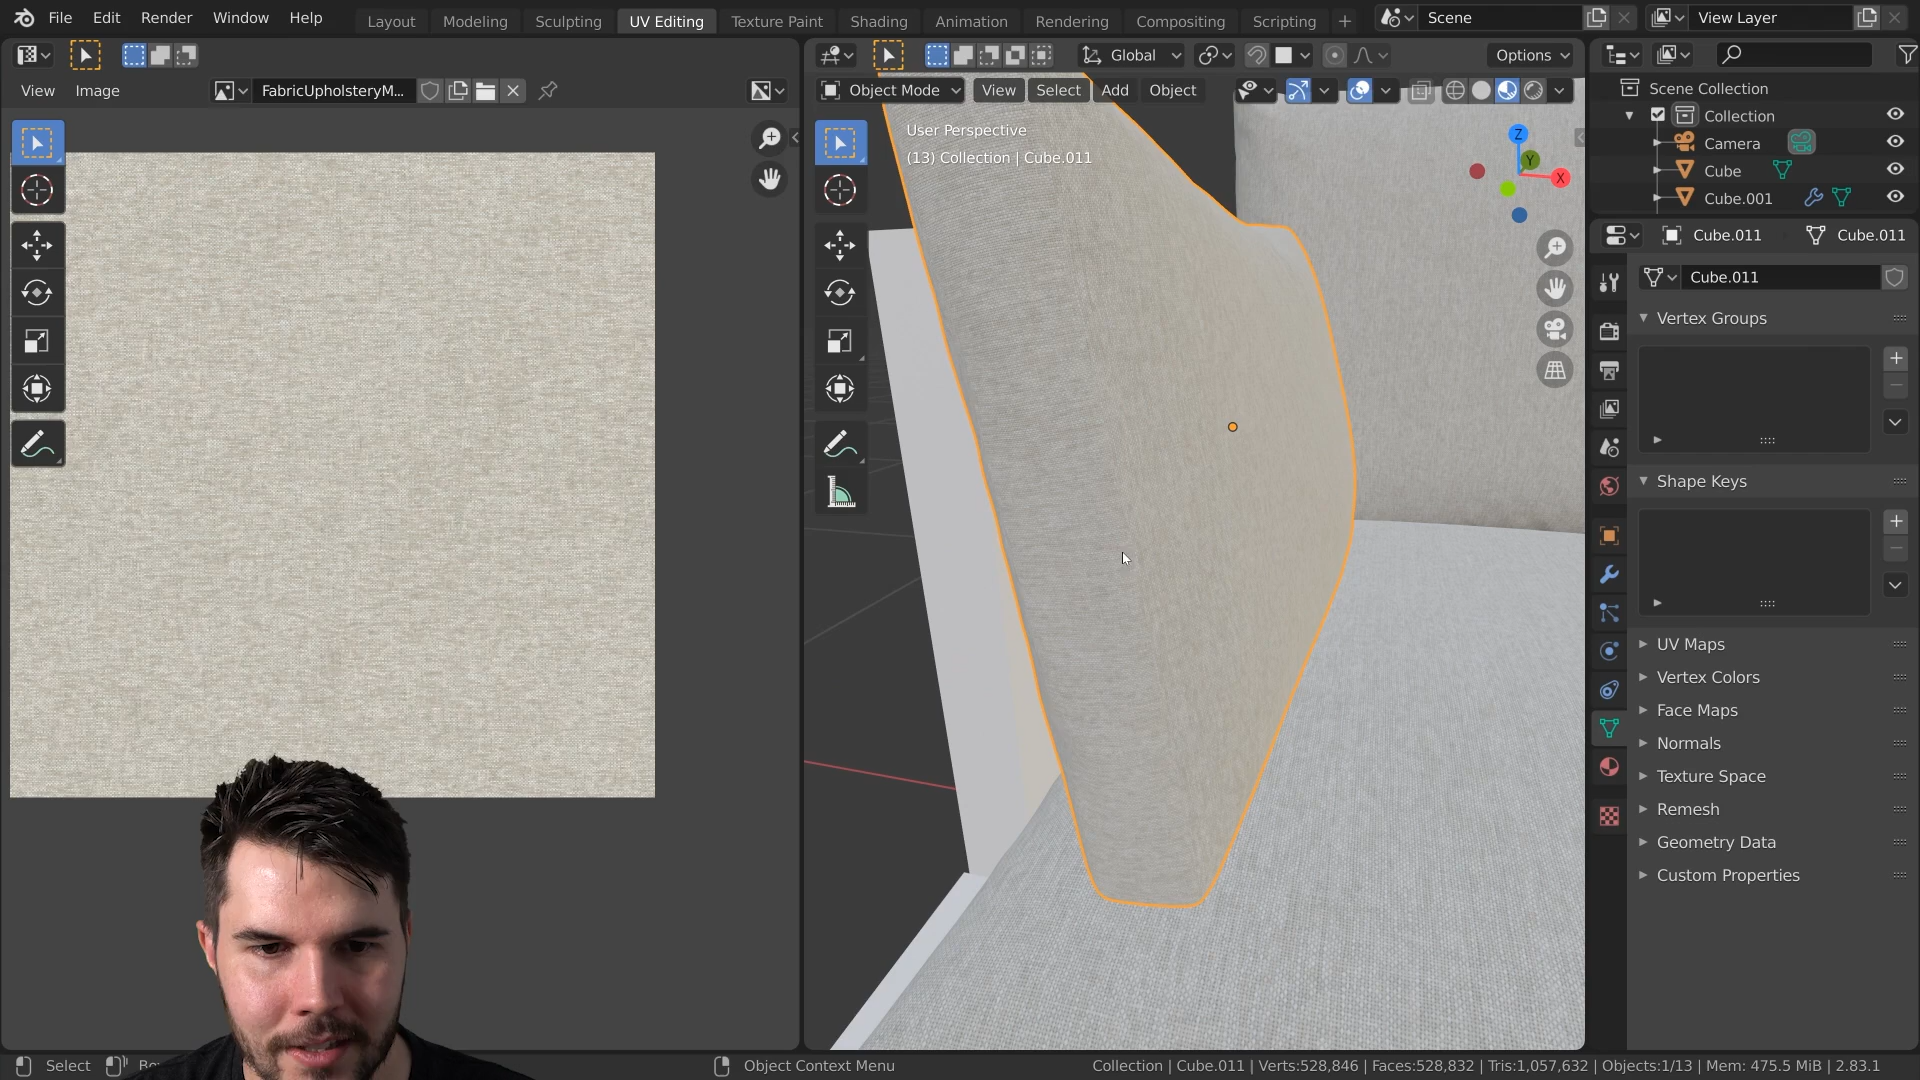 File Edit Render Window Help
Layout Modeling Sculpting UV Editing Texture Paint Shading Animation Rendering Compositing Scripting +
Scene
View Layer
Global
Options
View Image
FabricUpholsteryM...
Object Mode View Select Add Object
User Perspective
(13) Collection | Cube.011
Z
Y
X
Scene Collection
Collection
Camera
Cube
Cube.001
Cube.011
Cube.011
Cube.011
Vertex Groups
Shape Keys
UV Maps
Vertex Colors
Face Maps
Normals
Texture Space
Remesh
Geometry Data
Custom Properties
Select
Object Context Menu
Collection | Cube.011 | Verts:528,846 | Faces:528,832 | Tris:1,057,632 | Objects:1/13 | Mem: 475.5 MiB | 2.83.1